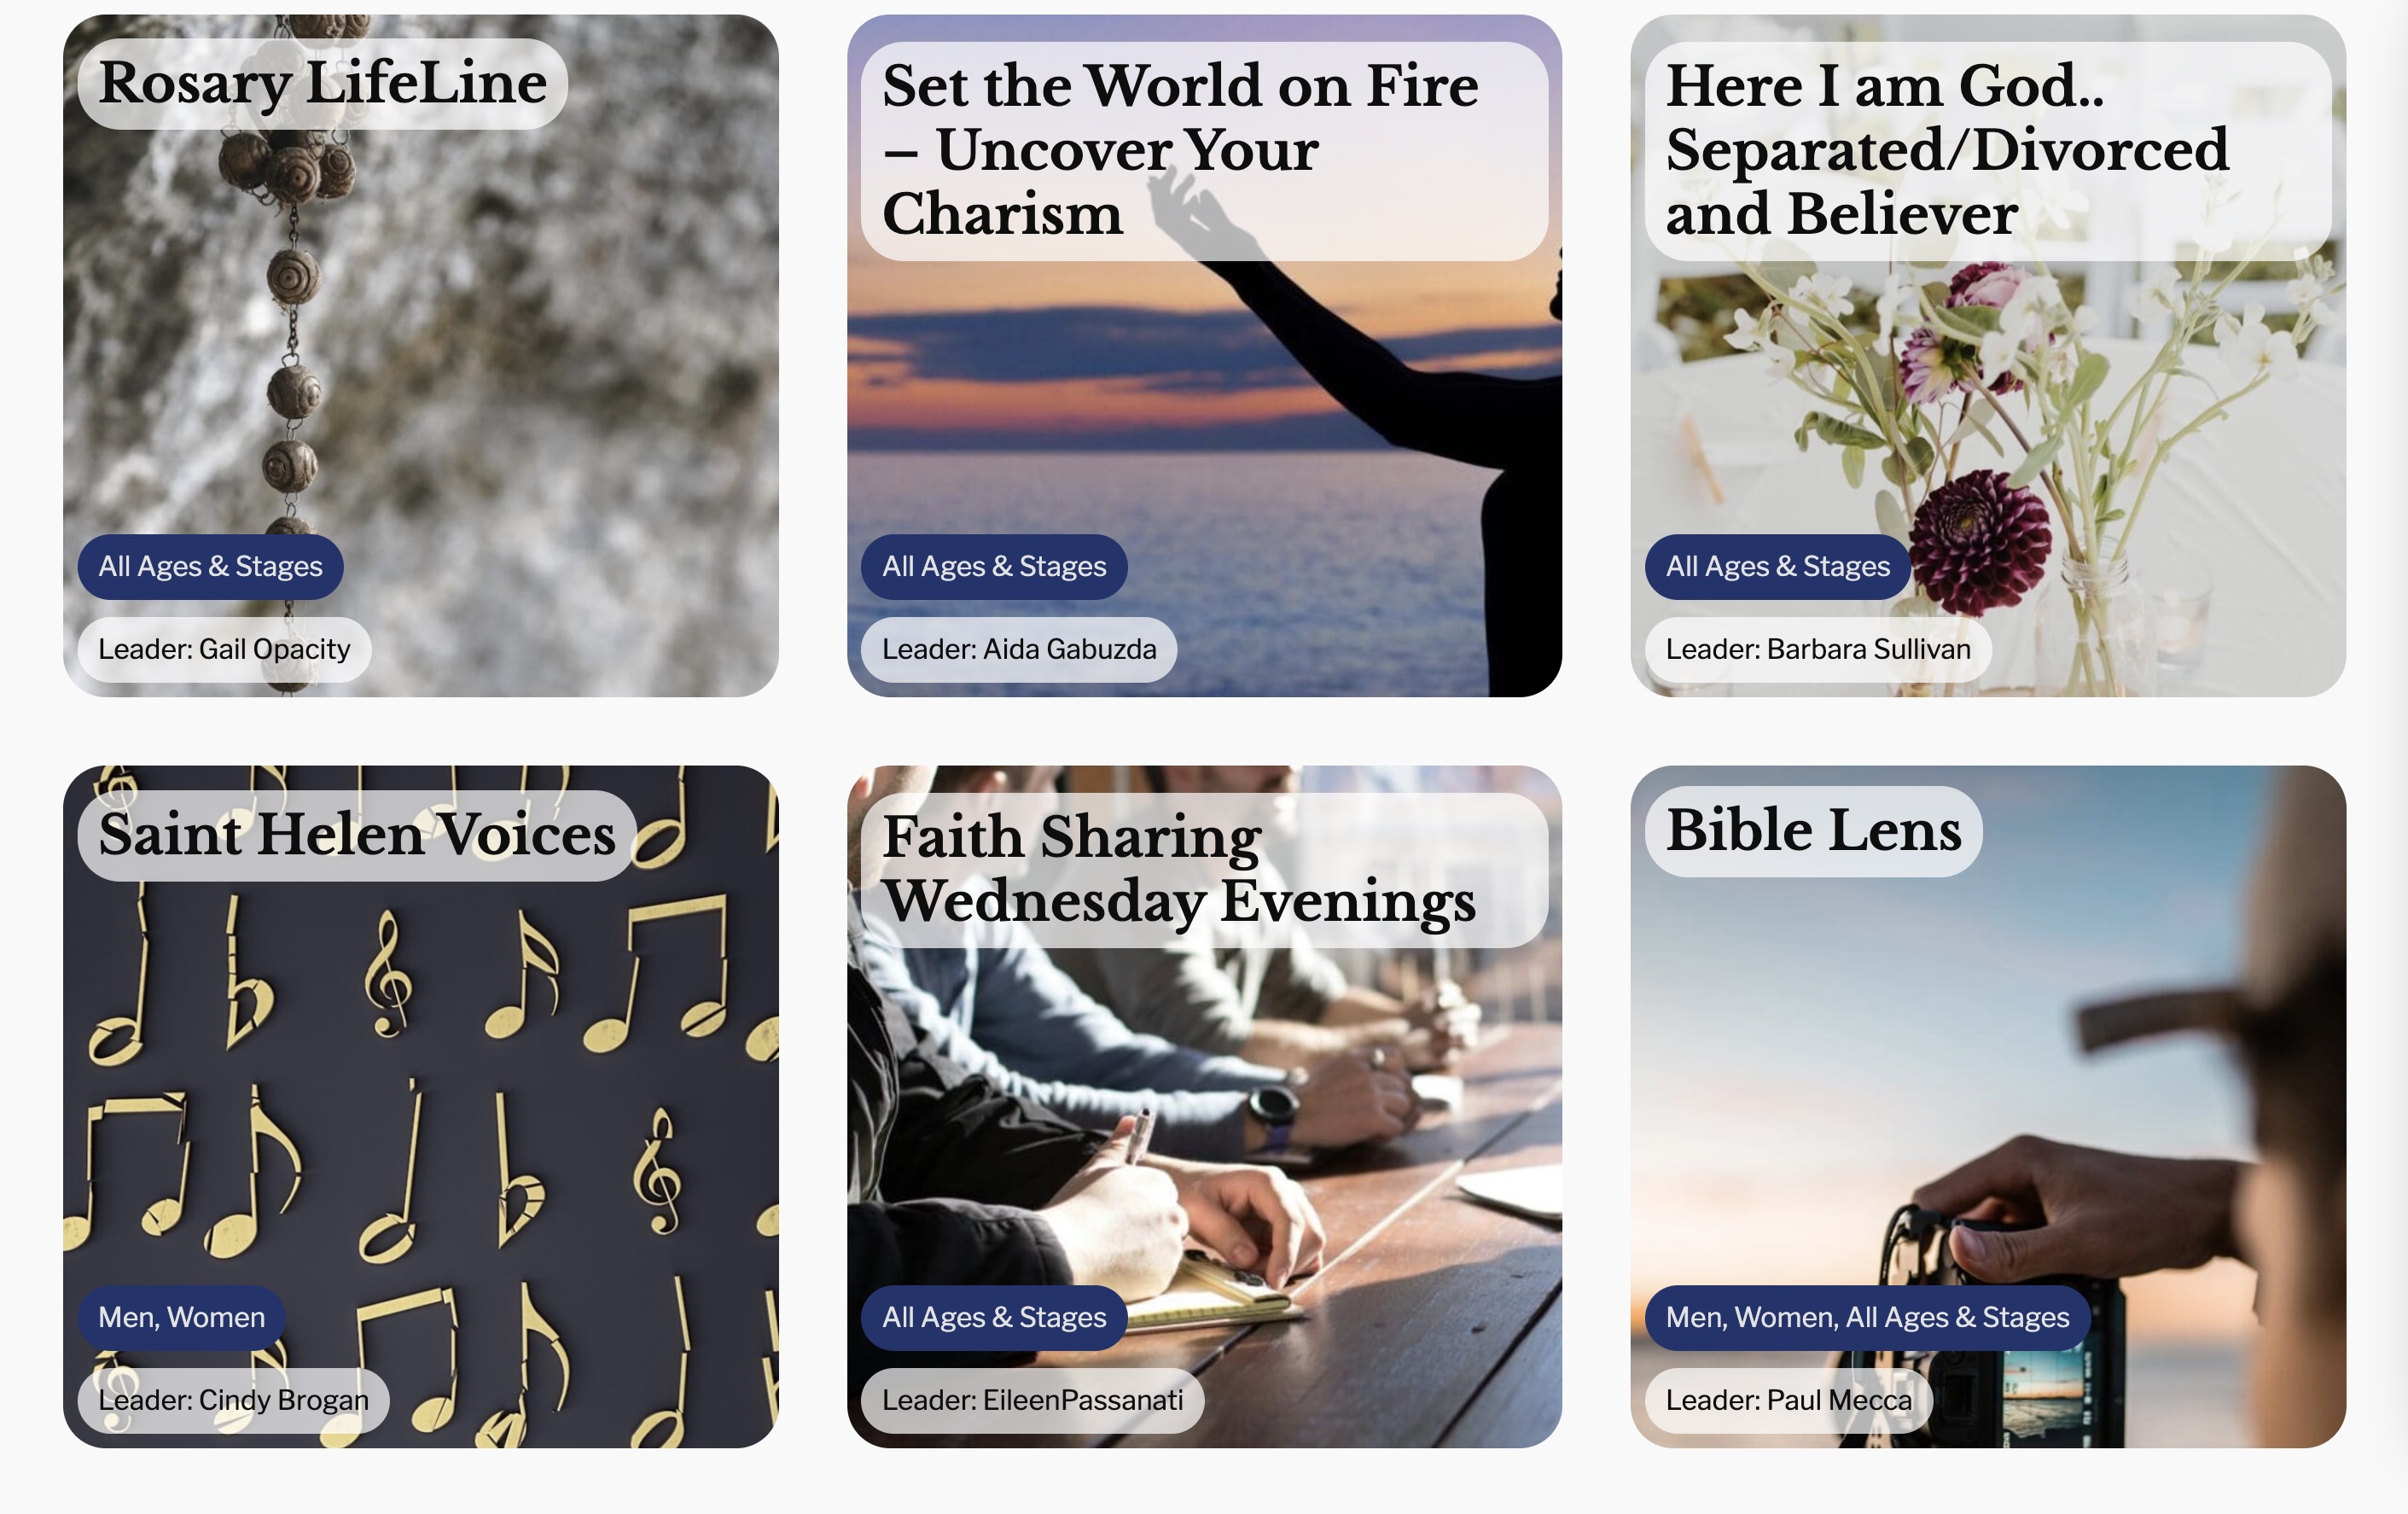 Rosary LifeLine
All Ages & Stages
Leader: Gail Opacity
Set the World on Fire
– Uncover Your
Charism
All Ages & Stages
Leader: Aida Gabuzda
Here I am God..
Separated/Divorced
and Believer
All Ages & Stages
Leader: Barbara Sullivan
Saint Helen Voices
Men, Women
Leader: Cindy Brogan
Faith Sharing
Wednesday Evenings
All Ages & Stages
Leader: EileenPassanati
Bible Lens
Men, Women, All Ages & Stages
Leader: Paul Mecca